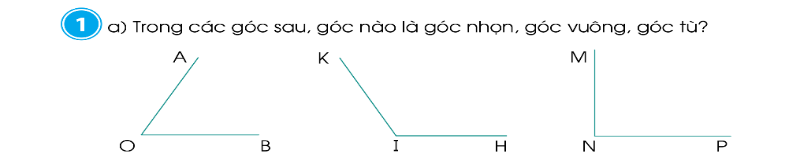 1 a) Trong các góc sau, góc nào là góc nhọn, góc vuông, góc tù?
A K M
O B I H N P